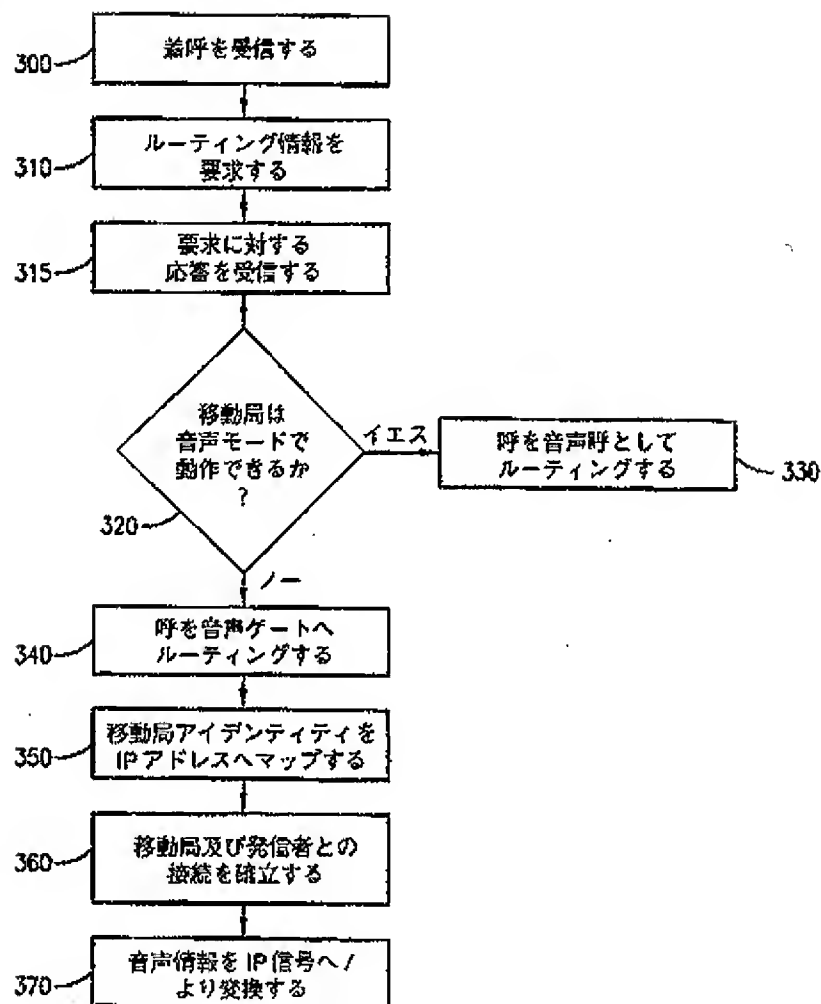 300
着呼を受信する
310
ルーティング情報を
要求する
315
要求に対する
応答を受信する
移動局は
音声モードで
動作できるか
?
320
イエス
呼を音声呼として
ルーティングする
330
ノー
340
呼を音声ゲートへ
ルーティングする
350
移動局アイデンティティを
IPアドレスへマップする
360
移動局及び発信者との
接続を確立する
370
音声情報をIP信号へ/
より変換する